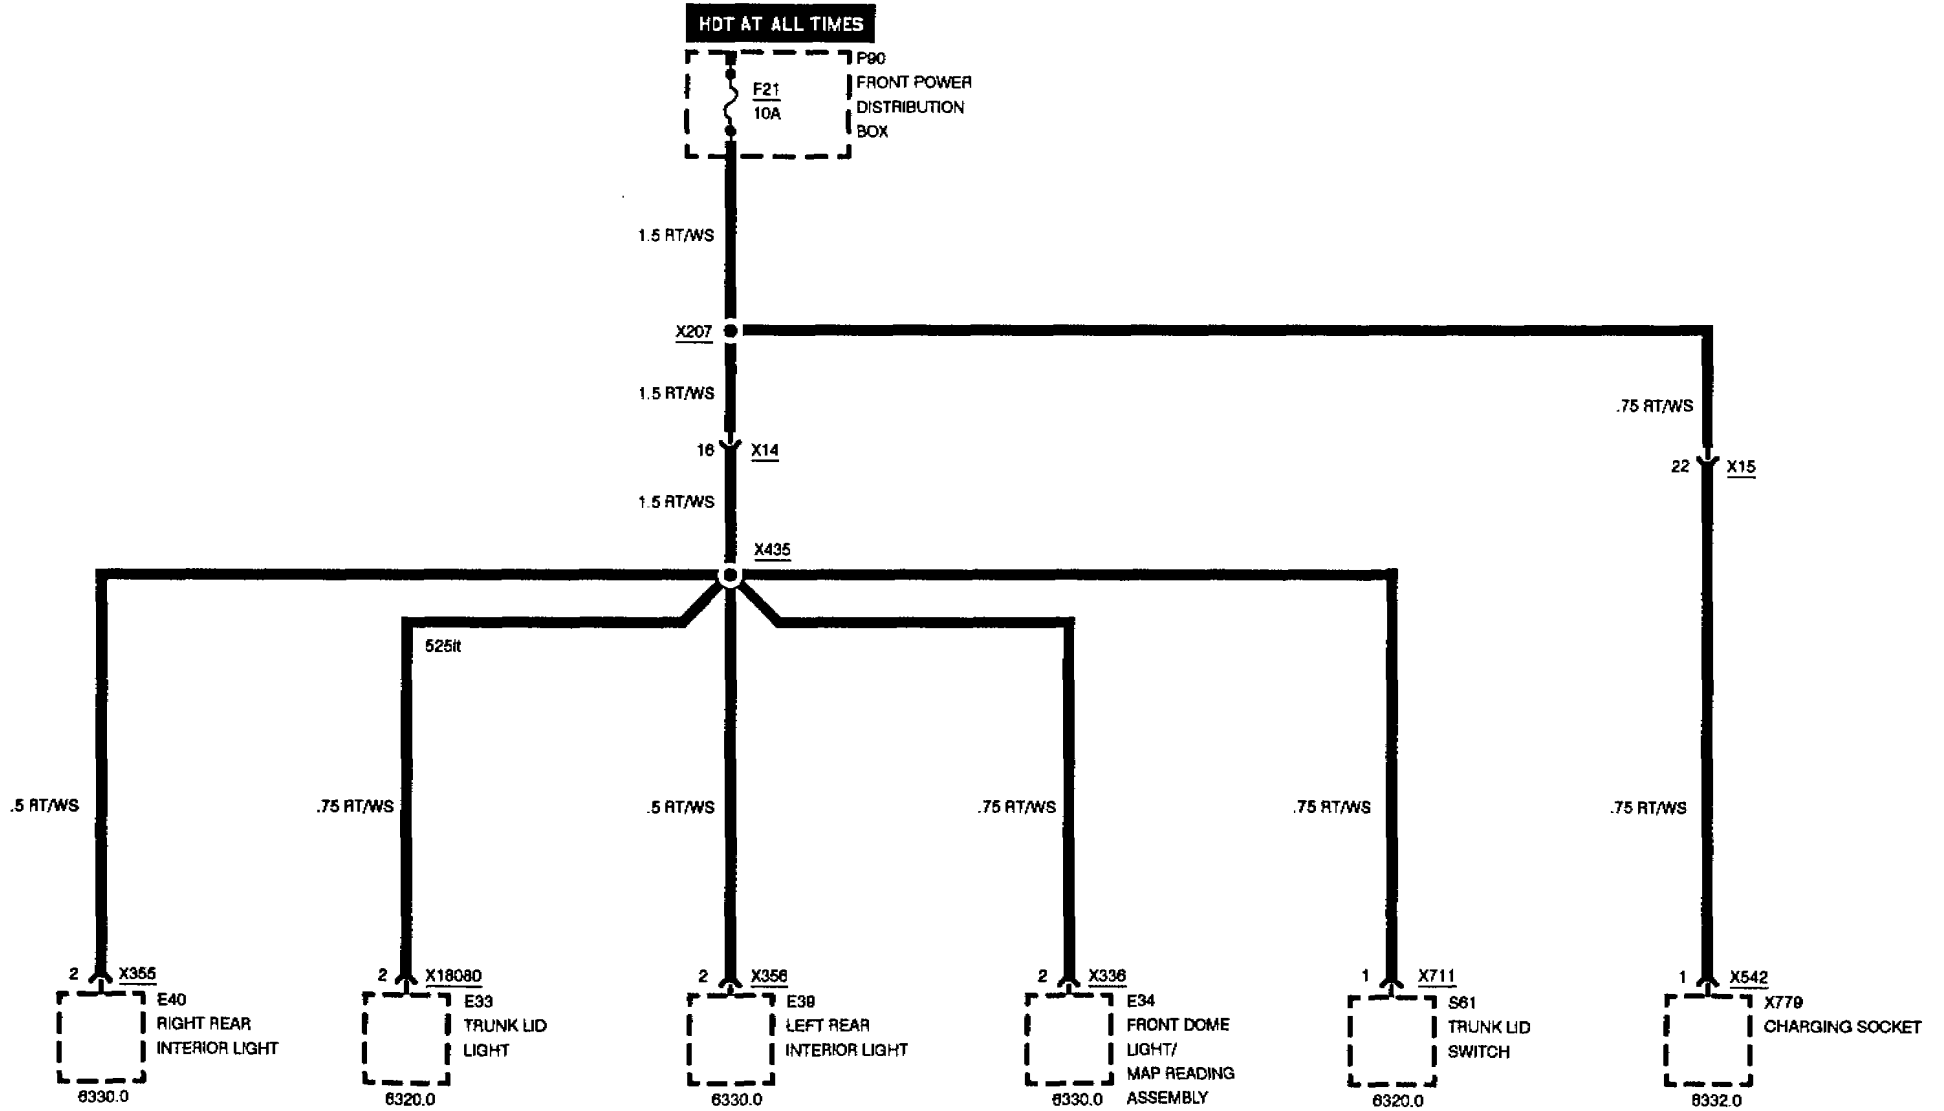 HOT AT ALL TIMES
P90
FRONT POWER
DISTRIBUTION
BOX
F21
10A
1.5 RT/WS
X207
1.5 RT/WS
.75 RT/WS
16
X14
22
X15
1.5 RT/WS
X435
525it
.5 RT/WS
.75 RT/WS
.5 RT/WS
.75 RT/WS
.75 RT/WS
.75 RT/WS
2
X355
2
X18080
2
X356
2
X336
1
X711
1
X542
E40
RIGHT REAR
INTERIOR LIGHT
6330.0
E33
TRUNK LID
LIGHT
6320.0
E39
LEFT REAR
INTERIOR LIGHT
6330.0
E34
FRONT DOME
LIGHT/
MAP READING
ASSEMBLY
6330.0
S61
TRUNK LID
SWITCH
6320.0
X779
CHARGING SOCKET
6332.0